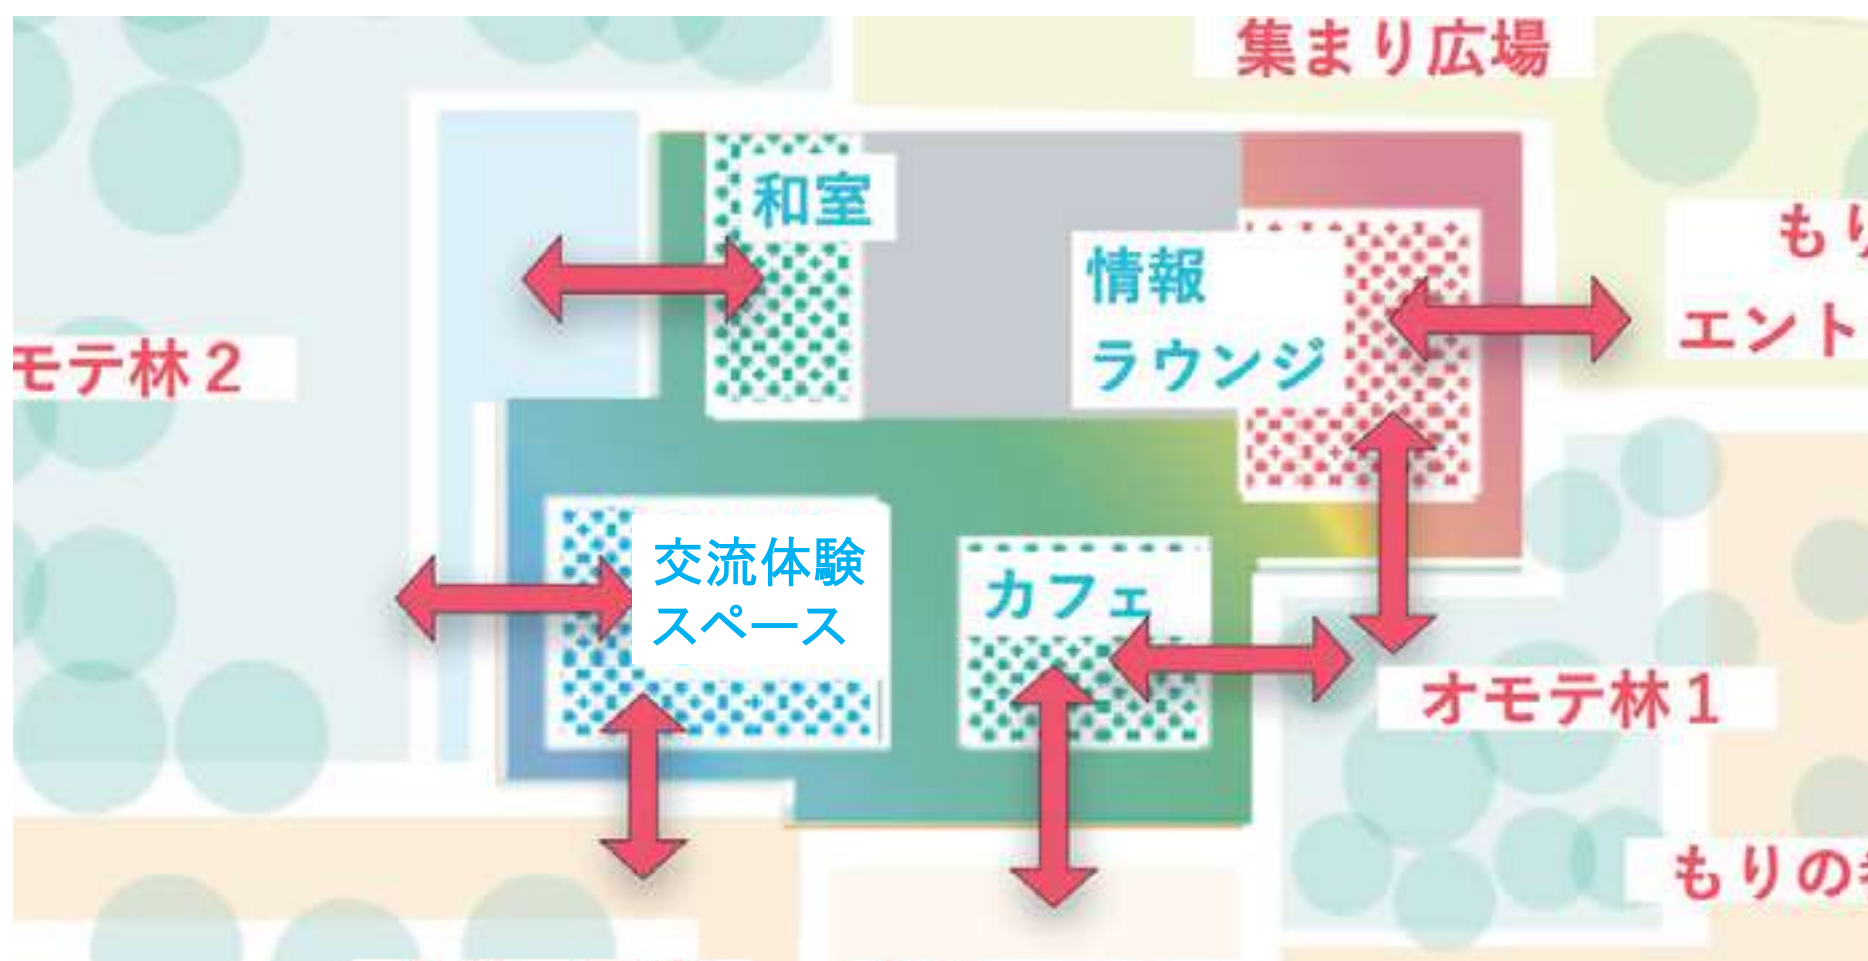 集まり広場
和室
もり
エント
情報
ラウンジ
モテ林２
交流体験
スペース
カフェ
オモテ林１
もりの